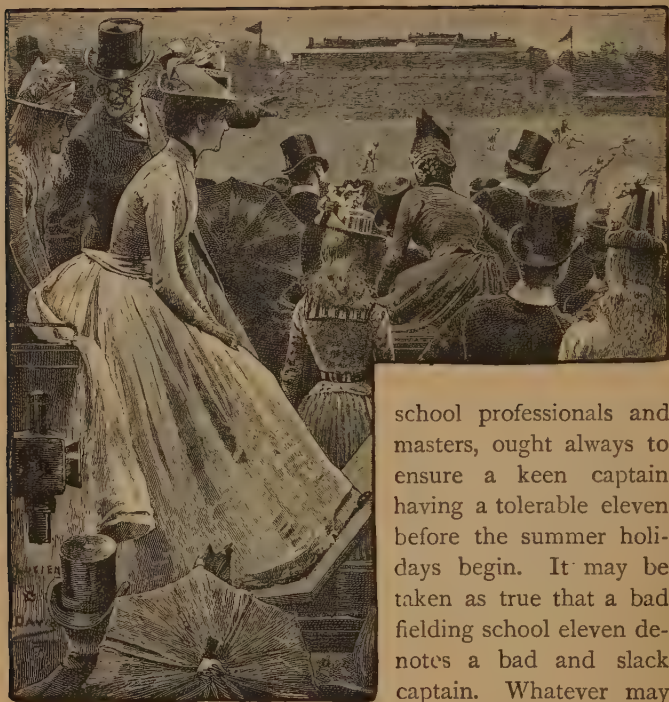 LUCIEN
DAVIS
school professionals and
masters, ought always to
ensure a keen captain
having a tolerable eleven
before the summer holi-
days begin. It may be
taken as true that a bad
fielding school eleven de-
notes a bad and slack
captain. Whatever may